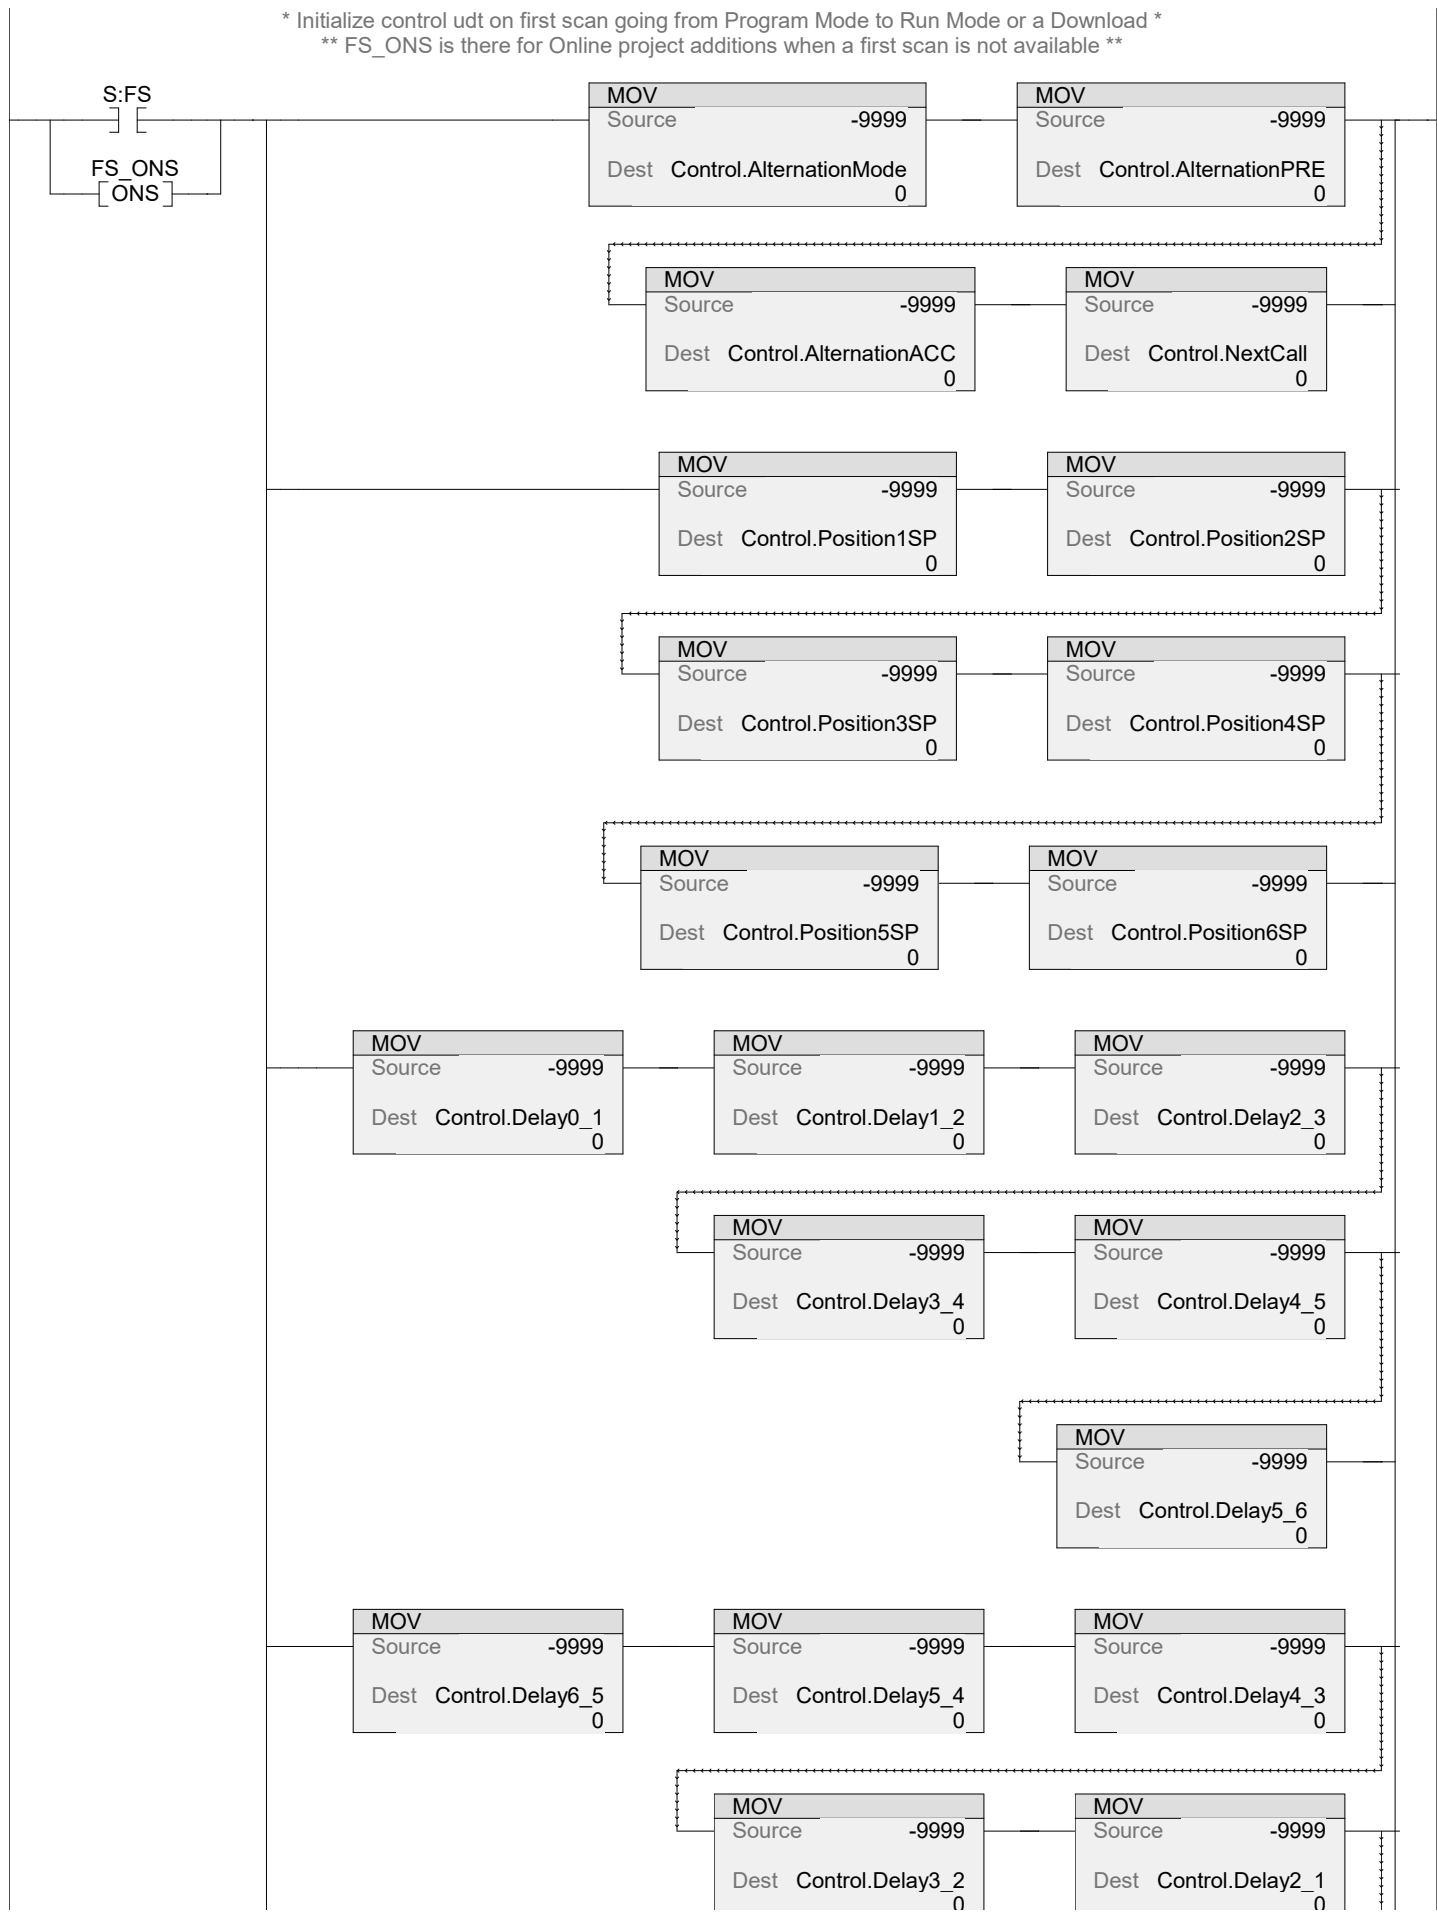 * Initialize control udt on first scan going from Program Mode to Run Mode or a Download *
** FS_ONS is there for Online project additions when a first scan is not available **
S:FS
FS_ONS
ONS
MOV
Source -9999
Dest Control.AlternationMode
0
MOV
Source -9999
Dest Control.AlternationPRE
0
MOV
Source -9999
Dest Control.AlternationACC
0
MOV
Source -9999
Dest Control.NextCall
0
MOV
Source -9999
Dest Control.Position1SP
0
MOV
Source -9999
Dest Control.Position2SP
0
MOV
Source -9999
Dest Control.Position3SP
0
MOV
Source -9999
Dest Control.Position4SP
0
MOV
Source -9999
Dest Control.Position5SP
0
MOV
Source -9999
Dest Control.Position6SP
0
MOV
Source -9999
Dest Control.Delay0_1
0
MOV
Source -9999
Dest Control.Delay1_2
0
MOV
Source -9999
Dest Control.Delay2_3
0
MOV
Source -9999
Dest Control.Delay3_4
0
MOV
Source -9999
Dest Control.Delay4_5
0
MOV
Source -9999
Dest Control.Delay5_6
0
MOV
Source -9999
Dest Control.Delay6_5
0
MOV
Source -9999
Dest Control.Delay5_4
0
MOV
Source -9999
Dest Control.Delay4_3
0
MOV
Source -9999
Dest Control.Delay3_2
0
MOV
Source -9999
Dest Control.Delay2_1
0